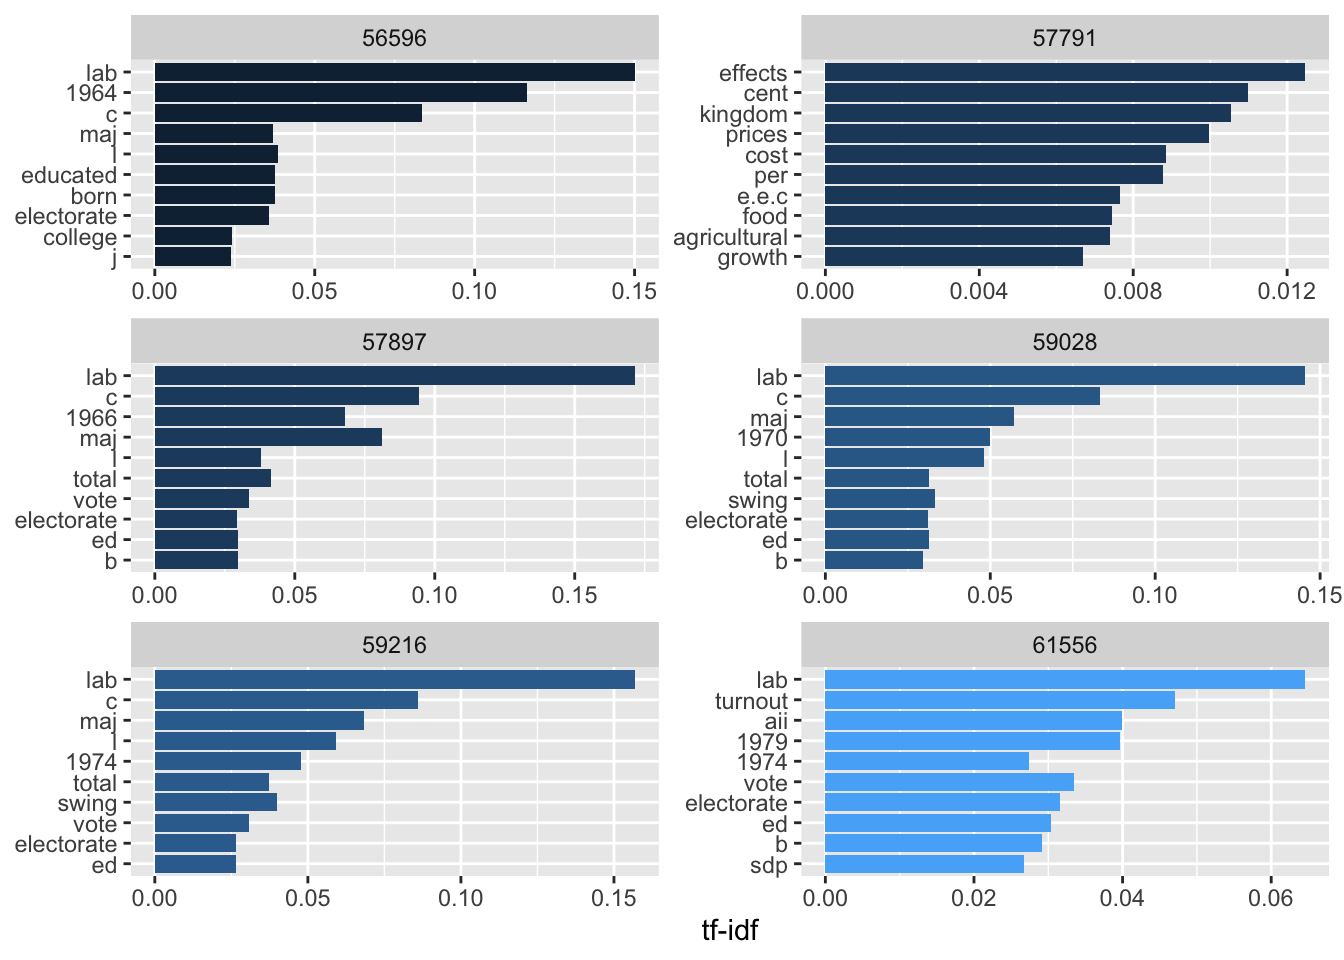 56596
lab
1964
c
maj
l
educated
born
electorate
college
j
0.00 0.05 0.10 0.15
57791
effects
cent
kingdom
prices
cost
per
e.e.c
food
agricultural
growth
0.000 0.004 0.008 0.012
57897
lab
c
1966
maj
l
total
vote
electorate
ed
b
0.00 0.05 0.10 0.15
59028
lab
c
maj
1970
l
total
swing
electorate
ed
b
0.00 0.05 0.10 0.15
59216
lab
c
maj
l
1974
total
swing
vote
electorate
ed
0.00 0.05 0.10 0.15
61556
lab
turnout
aii
1979
1974
vote
electorate
ed
b
sdp
0.00 0.02 0.04 0.06
tf-idf